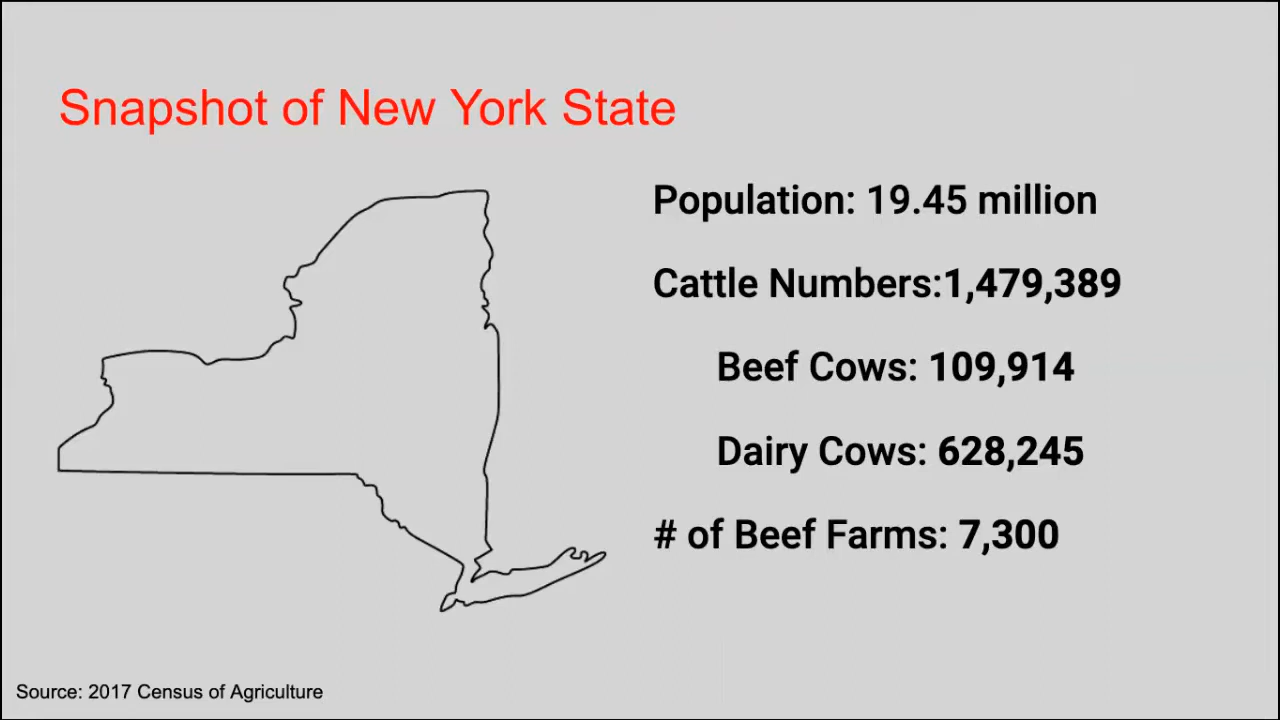 Snapshot of New York State
Population: 19.45 million
Cattle Numbers:1,479,389
Beef Cows: 109,914
Dairy Cows: 628,245
# of Beef Farms: 7,300
Source: 2017 Census of Agriculture